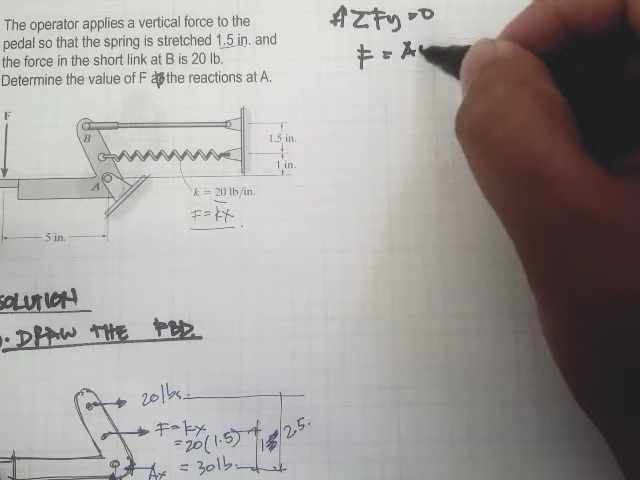 The operator applies a vertical force to the
pedal so that the spring is stretched 1.5 in. and
the force in the short link at B is 20 lb.
Determine the value of F the reactions at A.
ΣFy=0
F =
F
B
1.5 in.
1 in.
A
k = 20 lb/in.
F=kx
5 in.
SOLUTION
DRAW THE FBD.
20lbs.
F=kx
=20(1.5)
2.5.
Ax = 30lb